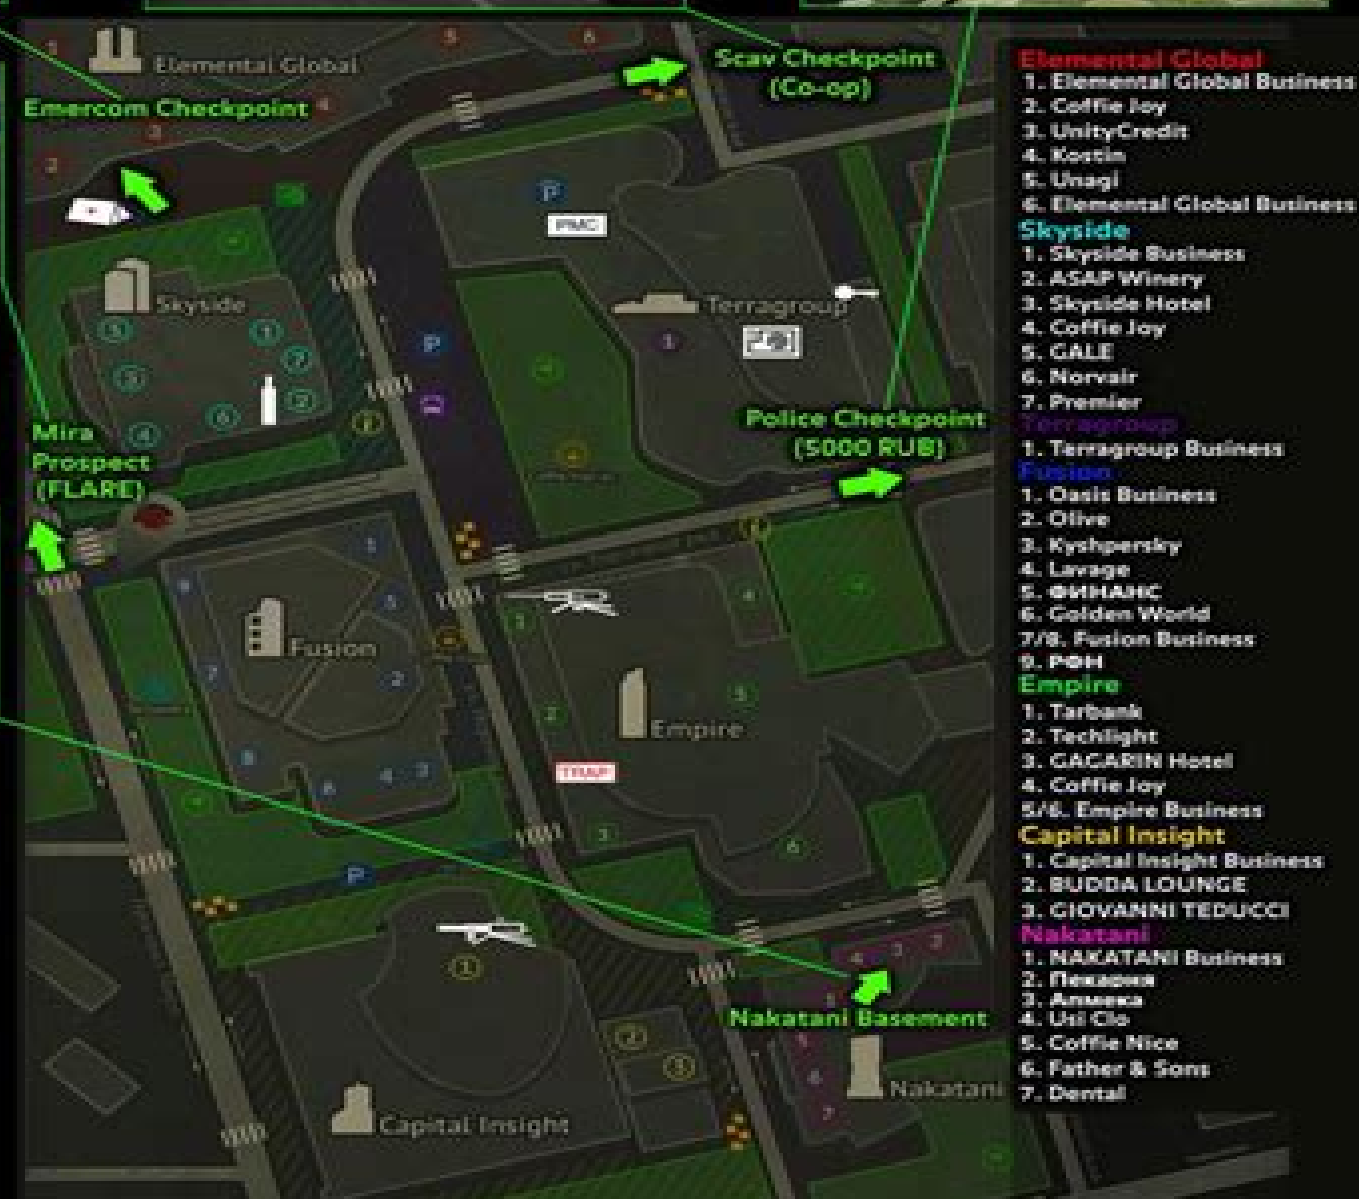 Elemental Global
Emercom Checkpoint
Scav Checkpoint
(Co-op)
P
PMC
Skyside
Terragroup
P
Mira
Prospect
(FLARE)
Police Checkpoint
(5000 RUB)
Fusion
Empire
TRAP
P
Nakatani Basement
Nakatani
Capital Insight
Elemental Global
1. Elemental Global Business
2. Coffie Joy
3. UnityCredit
4. Kostin
5. Unagi
6. Elemental Global Business
Skyside
1. Skyside Business
2. ASAP Winery
3. Skyside Hotel
4. Coffie Joy
5. GALE
6. Norvair
7. Premier
Terragroup
1. Terragroup Business
Fusion
1. Oasis Business
2. Olive
3. Kyshpersky
4. Lavage
5. ФИНАНС
6. Golden World
7/8. Fusion Business
9. РФН
Empire
1. Tarbank
2. Techlight
3. GAGARIN Hotel
4. Coffie Joy
5/6. Empire Business
Capital Insight
1. Capital Insight Business
2. BUDDA LOUNGE
3. GIOVANNI TEDUCCI
Nakatani
1. NAKATANI Business
2. Пекарня
3. Алмека
4. Usi Clo
5. Coffie Nice
6. Father & Sons
7. Dental